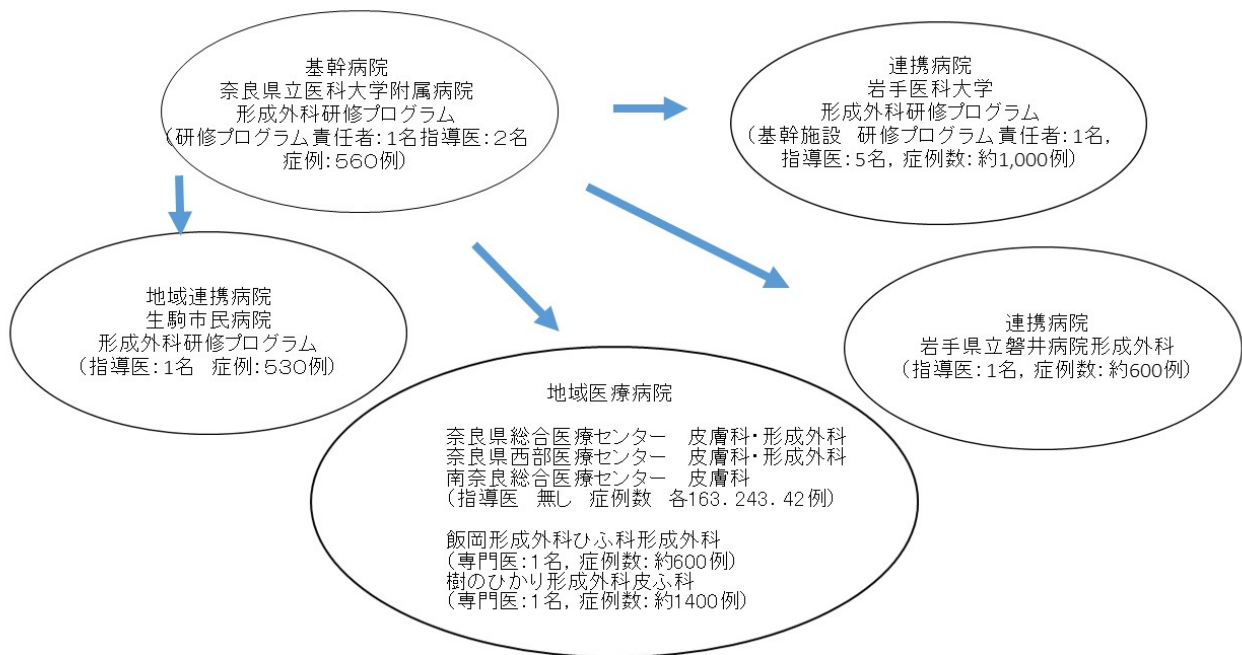 基幹病院
奈良県立医科大学附属病院
形成外科研修プログラム
(研修プログラム責任者:1名指導医:2名
症例:560例)
連携病院
岩手医科大学
形成外科研修プログラム
(基幹施設 研修プログラム責任者:1名,
指導医:5名, 症例数:約1,000例)
地域連携病院
生駒市民病院
形成外科研修プログラム
(指導医:1名 症例:530例)
連携病院
岩手県立磐井病院形成外科
(指導医:1名, 症例数:約600例)
地域医療病院
奈良県総合医療センター 皮膚科・形成外科
奈良県西部医療センター 皮膚科・形成外科
南奈良総合医療センター 皮膚科
(指導医 無し 症例数 各163.243.42例)
飯岡形成外科ひふ科形成外科
(専門医:1名, 症例数:約600例)
樹のひかり形成外科皮ふ科
(専門医:1名, 症例数:約1400例)